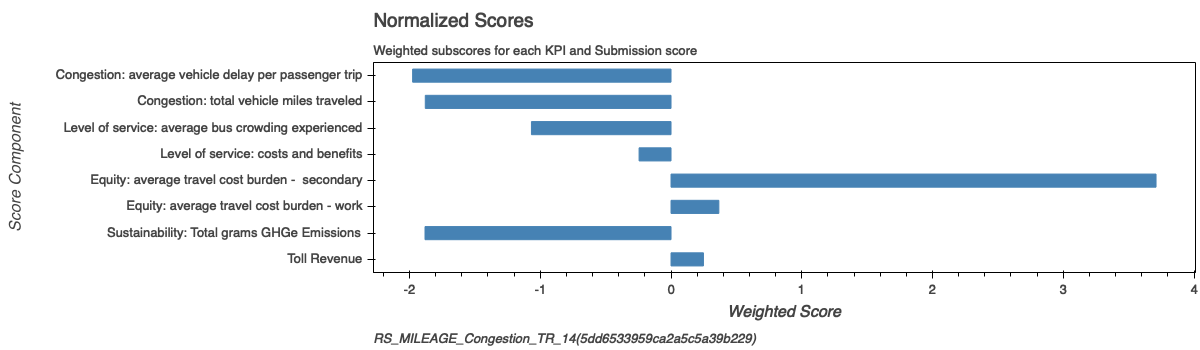 Normalized Scores
Weighted subscores for each KPI and Submission score
Score Component
Congestion: average vehicle delay per passenger trip
Congestion: total vehicle miles traveled
Level of service: average bus crowding experienced
Level of service: costs and benefits
Equity: average travel cost burden -  secondary
Equity: average travel cost burden - work
Sustainability: Total grams GHGe Emissions
Toll Revenue
-2 -1 0 1 2 3 4
Weighted Score
RS_MILEAGE_Congestion_TR_14(5dd6533959ca2a5c5a39b229)